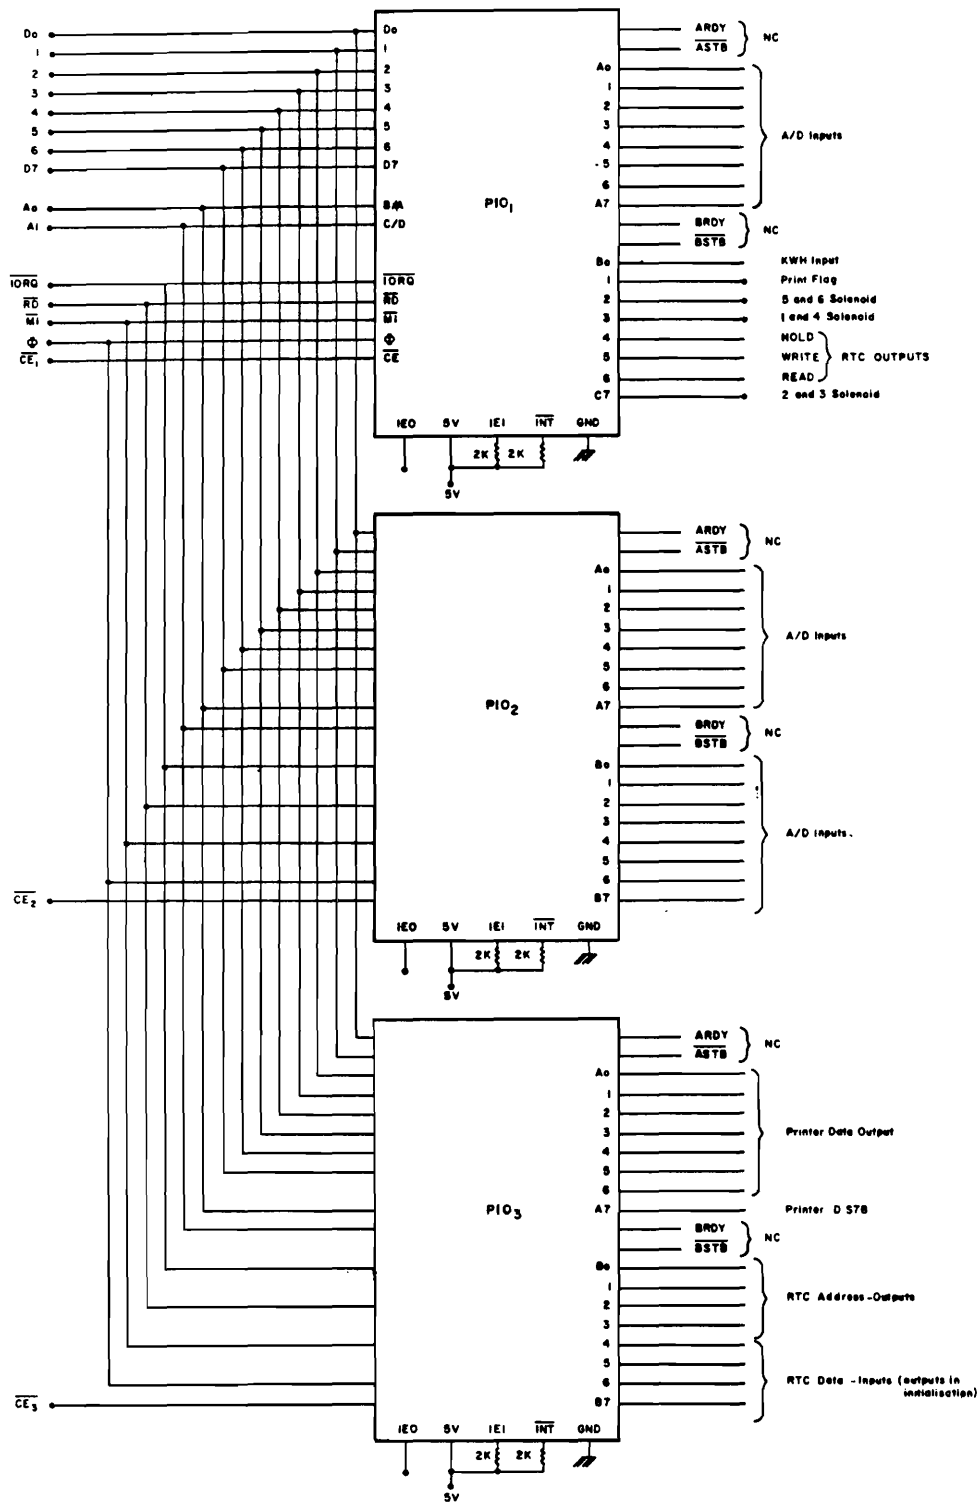 Do Do ARDY
1 1 ASTB } NC
2 2 Ao
3 3 1
4 4 2
5 5 3
6 6 4 A/D Inputs
D7 D7 5
6
Ao B/A PIO1 A7
A1 C/D BRDY
BSTB } NC
Bo KWH Input
IORQ IORQ 1 Print Flag
RD RD 2 5 and 6 Solenoid
M1 M1 3 1 and 4 Solenoid
Φ Φ 4 HOLD
CE1 CE 5 WRITE } RTC OUTPUTS
6 READ
C7 2 and 3 Solenoid
IEO 5V IEI INT GND
2K 2K
5V
ARDY
ASTB } NC
Ao
1
2
3 A/D Inputs
4
5
6
PIO2 A7
BRDY
BSTB } NC
Bo
1
2
3
4 A/D Inputs
5
6
CE2 B7
IEO 5V IEI INT GND
2K 2K
5V
ARDY
ASTB } NC
Ao
1
2
3 Printer Data Output
4
5
6
PIO3 A7 Printer D S7B
BRDY
BSTB } NC
Bo
1
2 RTC Address-Outputs
3
4
5
6 RTC Data-Inputs (outputs in
CE3 B7 initialisation)
IEO 5V IEI INT GND
2K 2K
5V